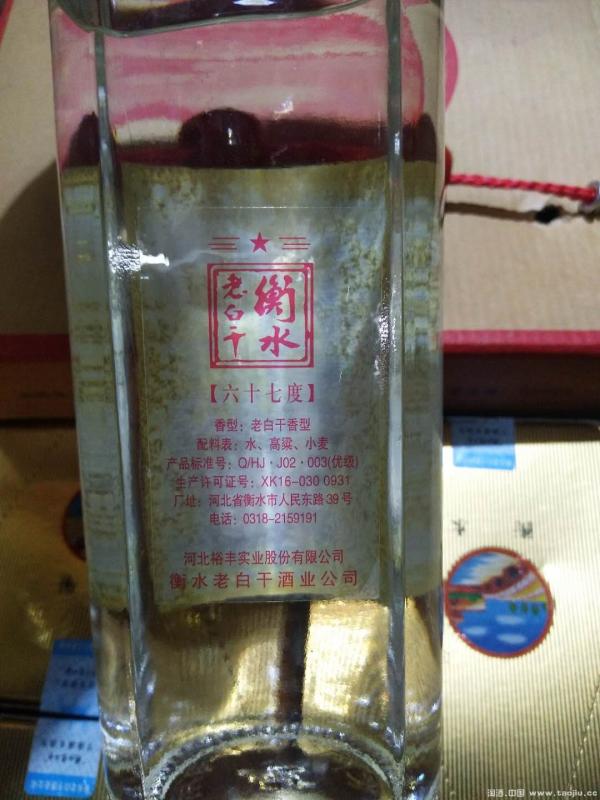 衡水
老白干
【六十七度】
香型：老白干香型
配料表：水、高粱、小麦
产品标准号：Q/HJ·J02·003(优级)
生产许可证号：XK16-030 0931
厂址：河北省衡水市人民东路39号
电话：0318-2159191
河北裕丰实业股份有限公司
衡水老白干酒业公司
淘酒.中国 www.taojiu.cc